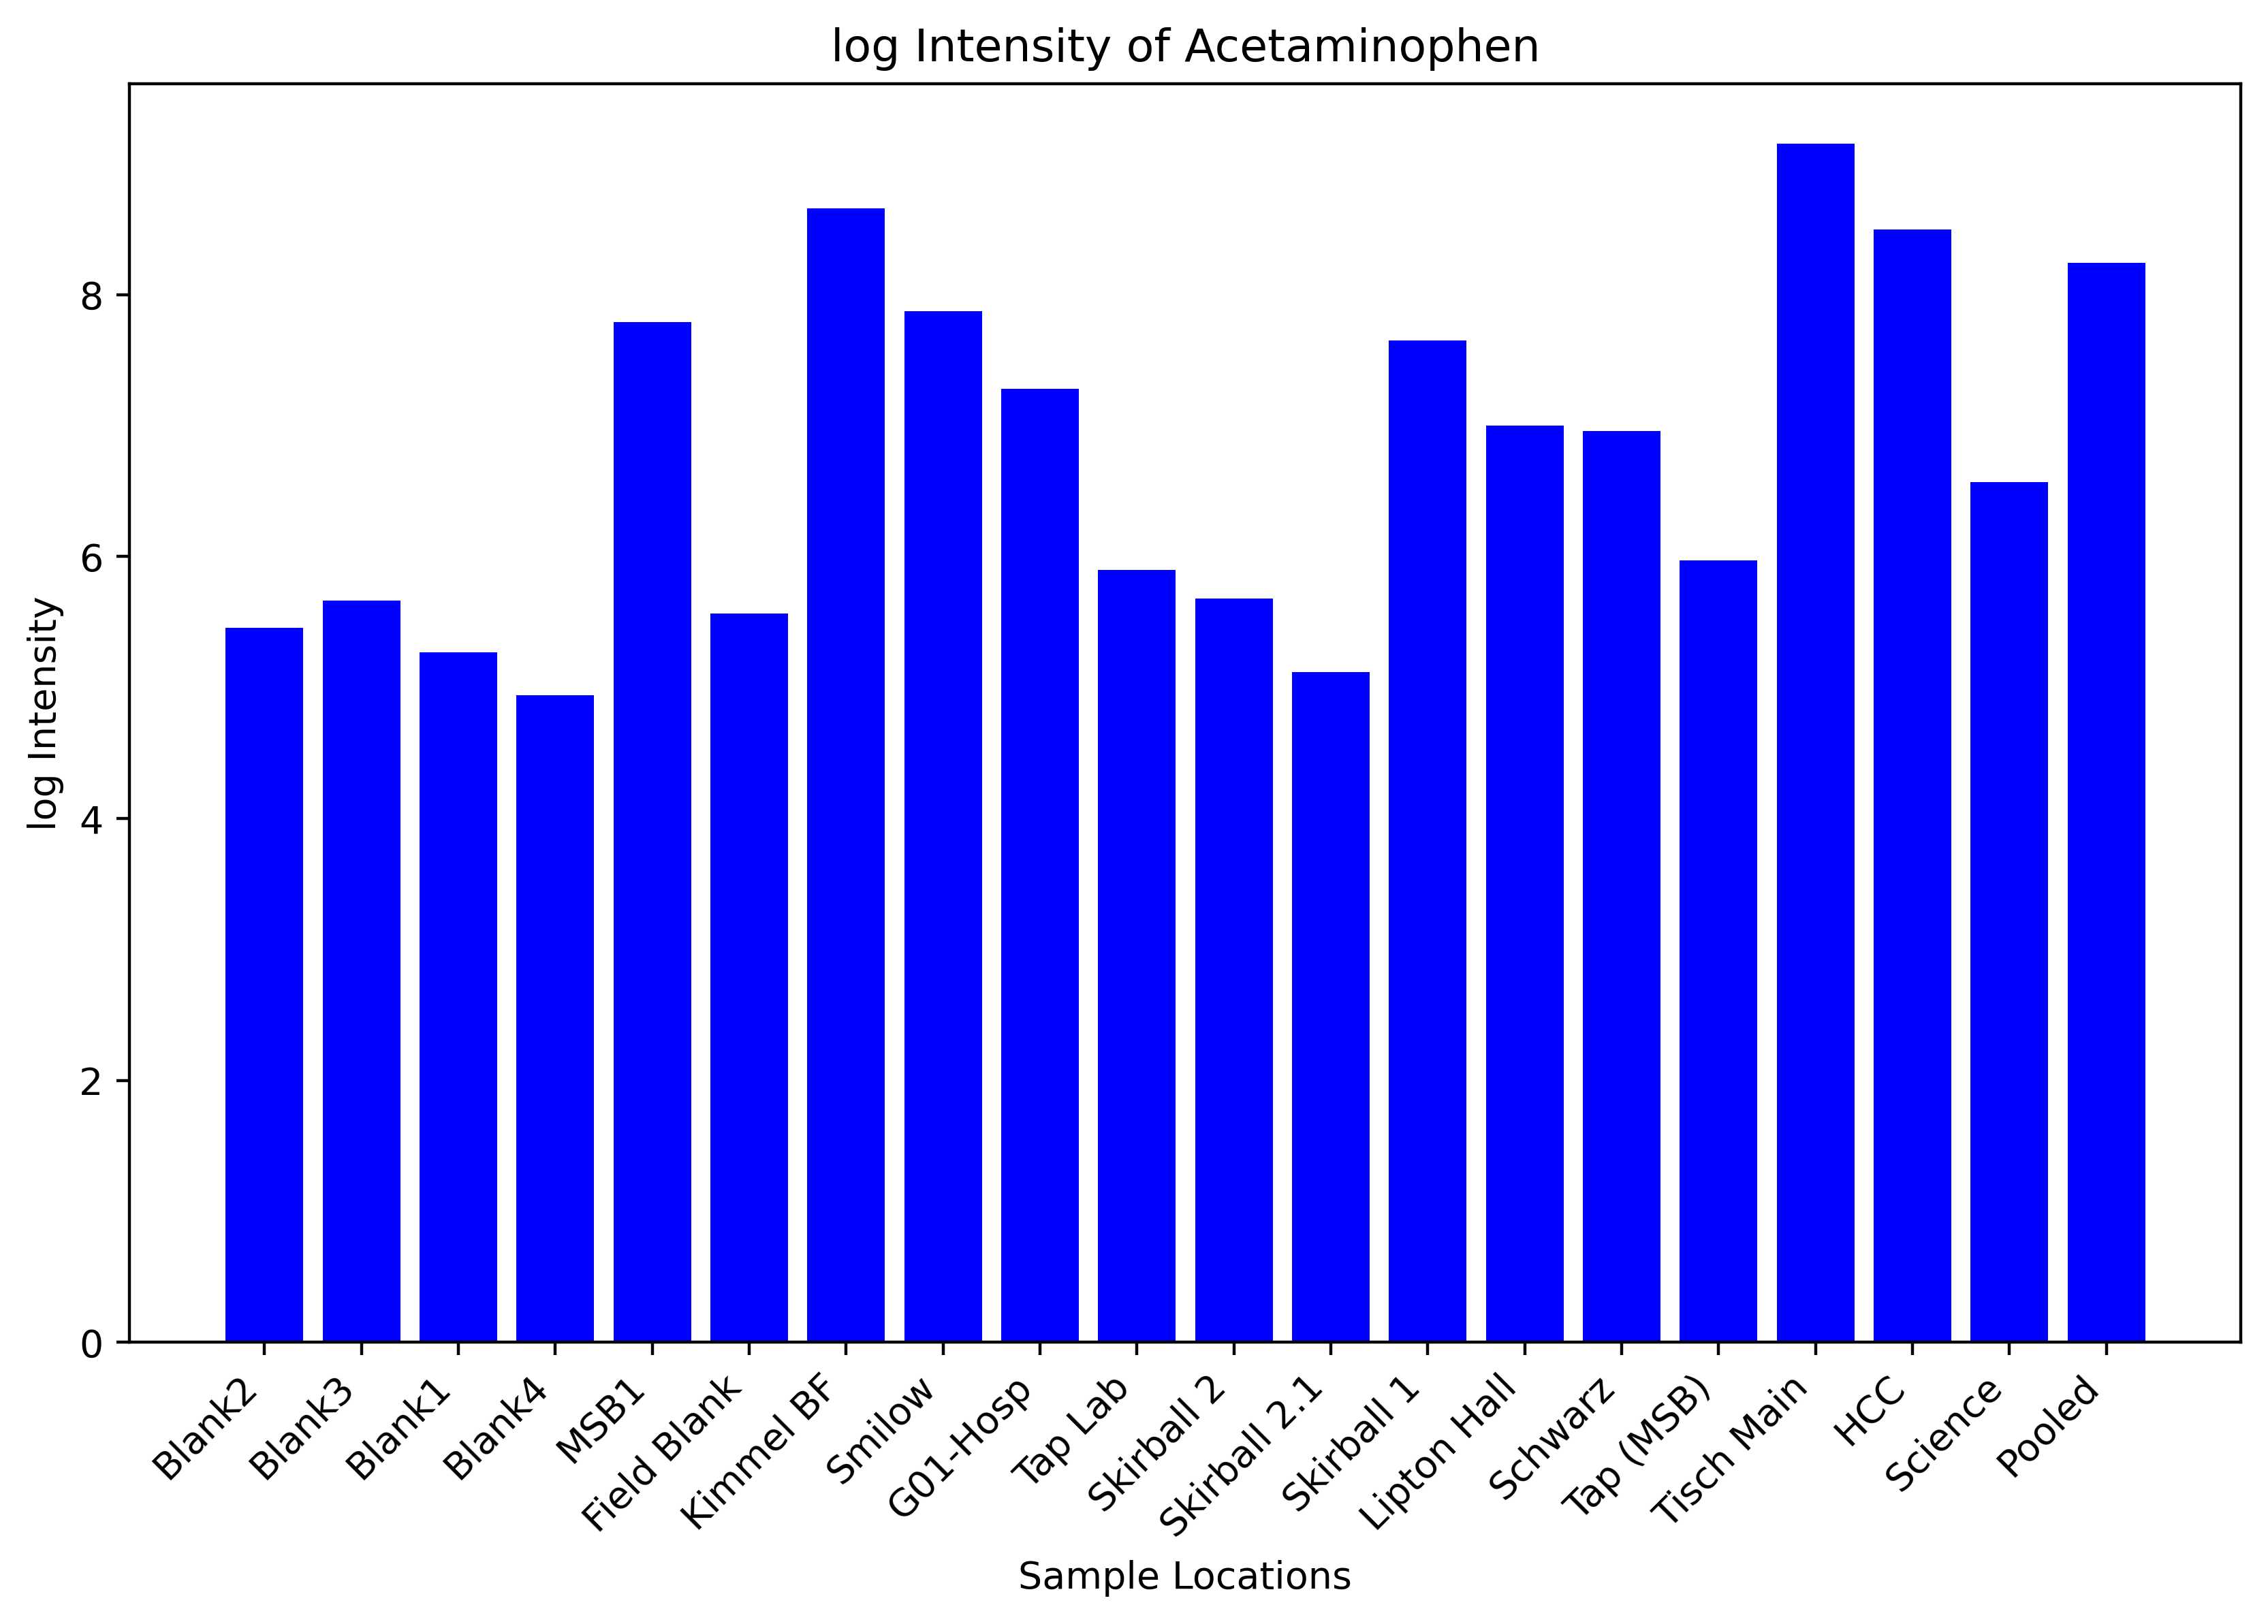 log Intensity of Acetaminophen
log Intensity
8
6
4
2
0
Blank2
Blank3
Blank1
Blank4
MSB1
Field Blank
Kimmel BF
Smilow
G01-Hosp
Tap Lab
Skirball 2
Skirball 2.1
Skirball 1
Lipton Hall
Schwarz
Tap (MSB)
Tisch Main
HCC
Science
Pooled
Sample Locations